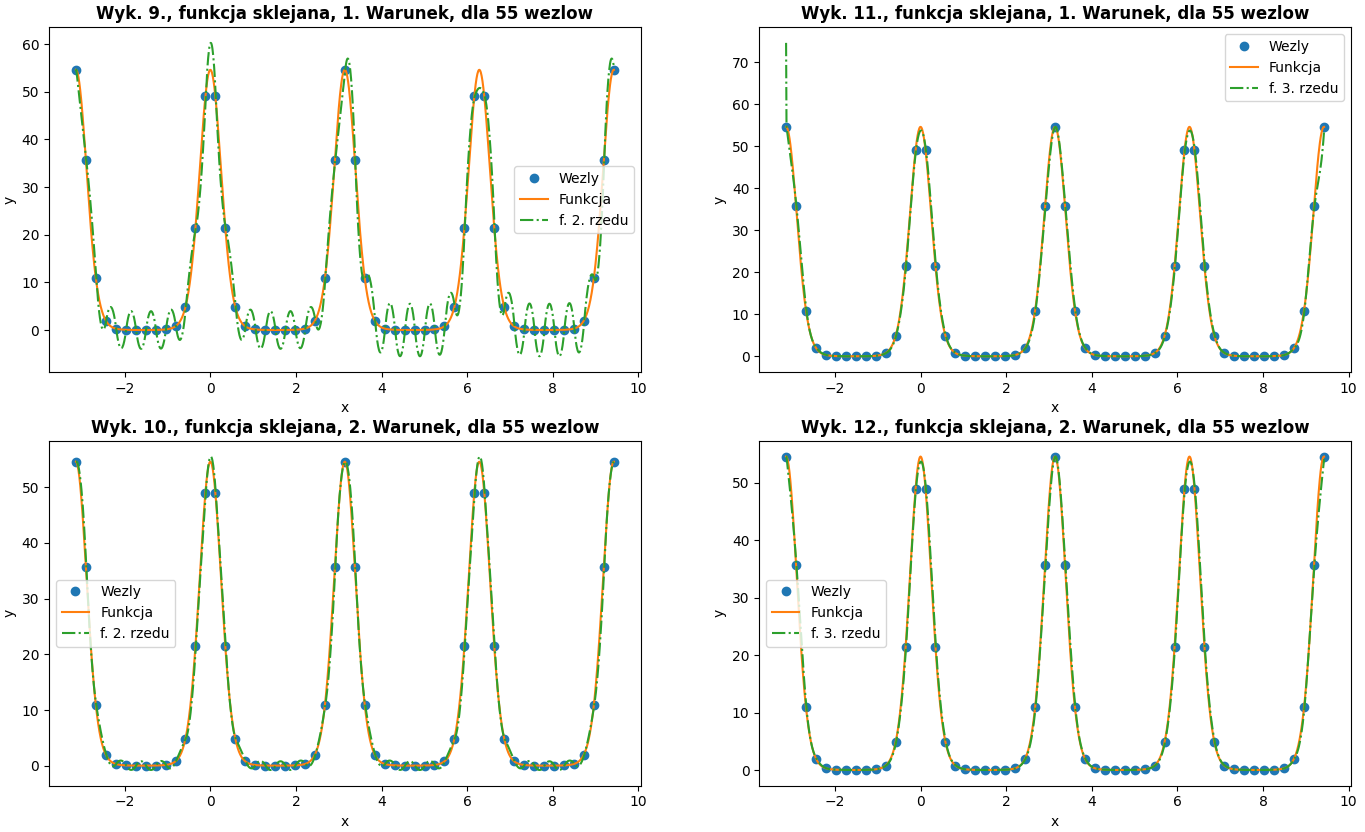 Wyk. 9., funkcja sklejana, 1. Warunek, dla 55 wezlow
60
50
40
30
20
10
0
y
Wezly
Funkcja
f. 2. rzedu
−2
0
2
4
6
8
10
x
Wyk. 11., funkcja sklejana, 1. Warunek, dla 55 wezlow
70
60
50
40
30
20
10
0
y
Wezly
Funkcja
f. 3. rzedu
−2
0
2
4
6
8
10
x
Wyk. 10., funkcja sklejana, 2. Warunek, dla 55 wezlow
50
40
30
20
10
0
y
Wezly
Funkcja
f. 2. rzedu
−2
0
2
4
6
8
10
x
Wyk. 12., funkcja sklejana, 2. Warunek, dla 55 wezlow
50
40
30
20
10
0
y
Wezly
Funkcja
f. 3. rzedu
−2
0
2
4
6
8
10
x